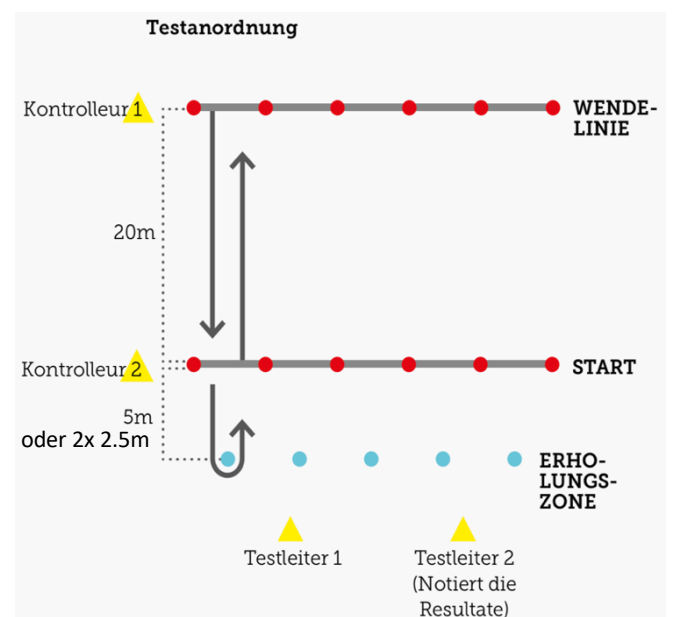 Testanordnung
Kontrolleur 1
WENDE-
LINIE
20m
Kontrolleur 2
START
5m
oder 2x 2.5m
ERHO-
LUNGS-
ZONE
Testleiter 1
Testleiter 2
(Notiert die
Resultate)